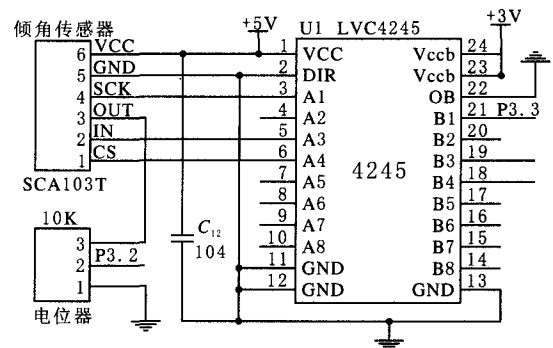 倾角传感器
+5V
U1 LVC4245
+3V
6 VCC
5 GND
4 SCK
3 OUT
2 IN
1 CS
SCA103T
1 VCC
2 DIR
3 A1
4 A2
5 A3
6 A4
7 A5
8 A6
9 A7
10 A8
11 GND
12 GND
4245
Vccb 24
Vccb 23
OB 22
B1 21 P3.3
B2 20
B3 19
B4 18
B5 17
B6 16
B7 15
B8 14
GND 13
C12
104
10K
3
2 P3.2
1
电位器